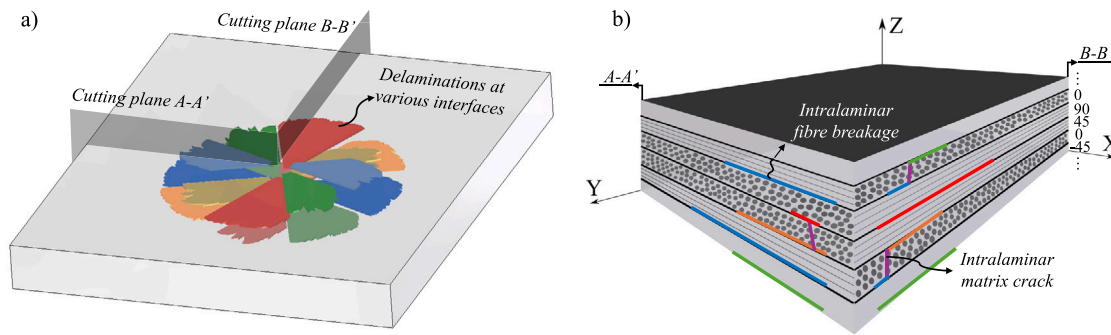 a)
Cutting plane B-B’
Cutting plane A-A’
Delaminations at
various interfaces
b)
Z
A-A’
B-B
Intralaminar
fibre breakage
⋮
0
90
45
0
-45
⋮
X
Y
Intralaminar
matrix crack